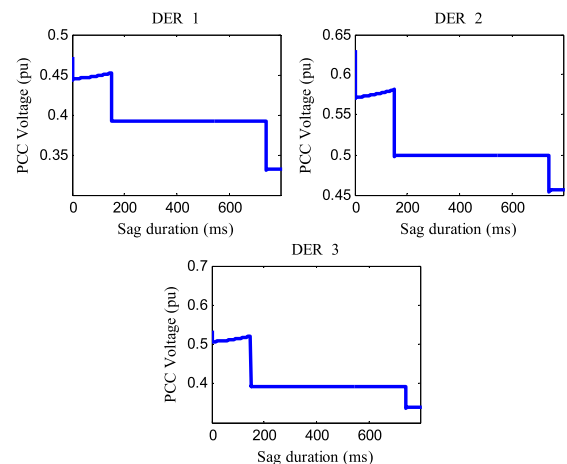 DER 1
0.5
0.45
0.4
0.35
PCC Voltage (pu)
0 200 400 600
Sag duration (ms)
DER 2
0.65
0.6
0.55
0.5
0.45
PCC Voltage (pu)
0 200 400 600
Sag duration (ms)
DER 3
0.7
0.6
0.5
0.4
PCC Voltage (pu)
0 200 400 600
Sag duration (ms)